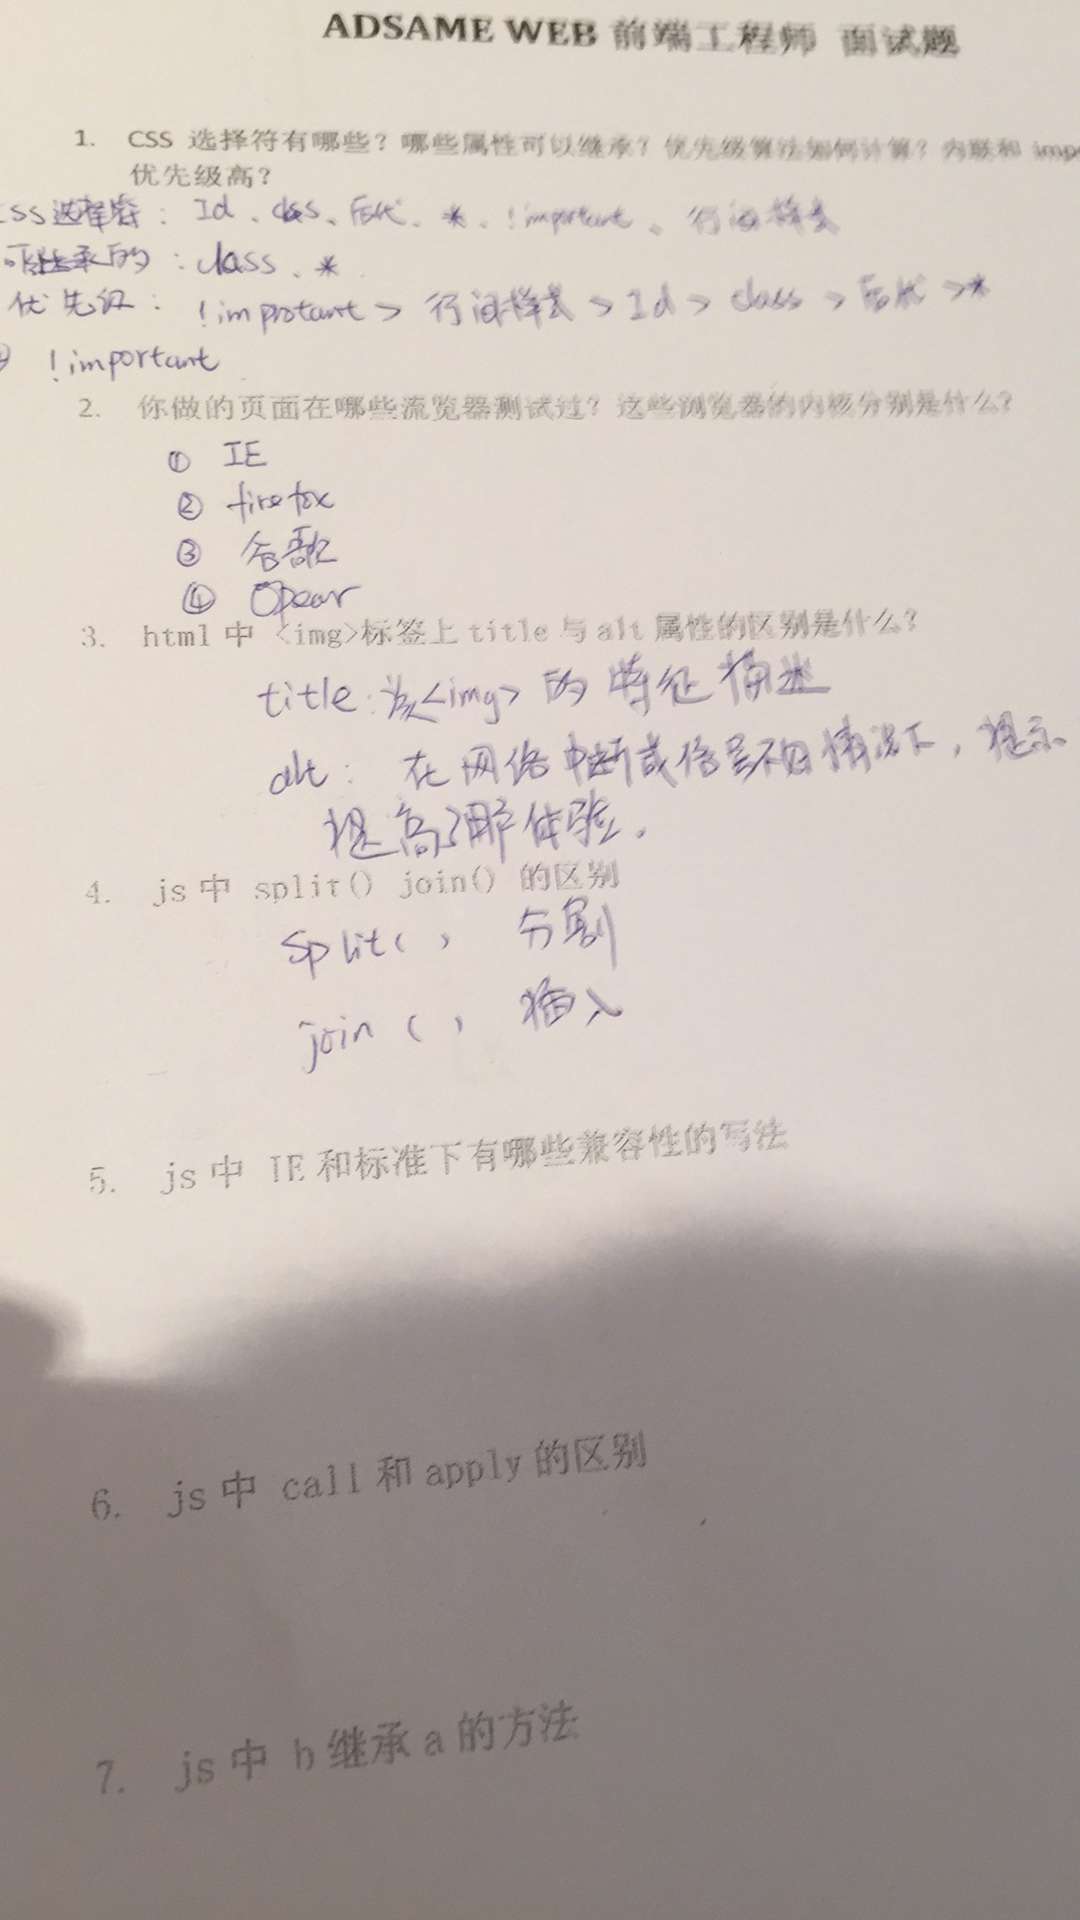 ADSAME WEB 前端工程师 面试题
1. CSS 选择符有哪些？哪些属性可以继承？优先级算法如何计算？内联和 imp
优先级高？
CSS选择符： Id、class、后代、*、!important、行间样式
可继承的：class、*
优先级： !improtant > 行间样式 > Id > class > 后代 > *
!important
2. 你做的页面在哪些流览器测试过？这些浏览器的内核分别是什么？
① IE
② firefox
③ 谷歌
④ Opear
3. html 中 <img>标签上 title 与 alt 属性的区别是什么？
title:为<img> 的特征描述
alt： 在网络中断或信号不好情况下，提示
提高了用户体验.
4. js 中 split() join() 的区别
split() 分割
join() 插入
5. js 中 IE 和标准下有哪些兼容性的写法
6. js 中 call 和 apply 的区别
7. js 中 b 继承 a 的方法